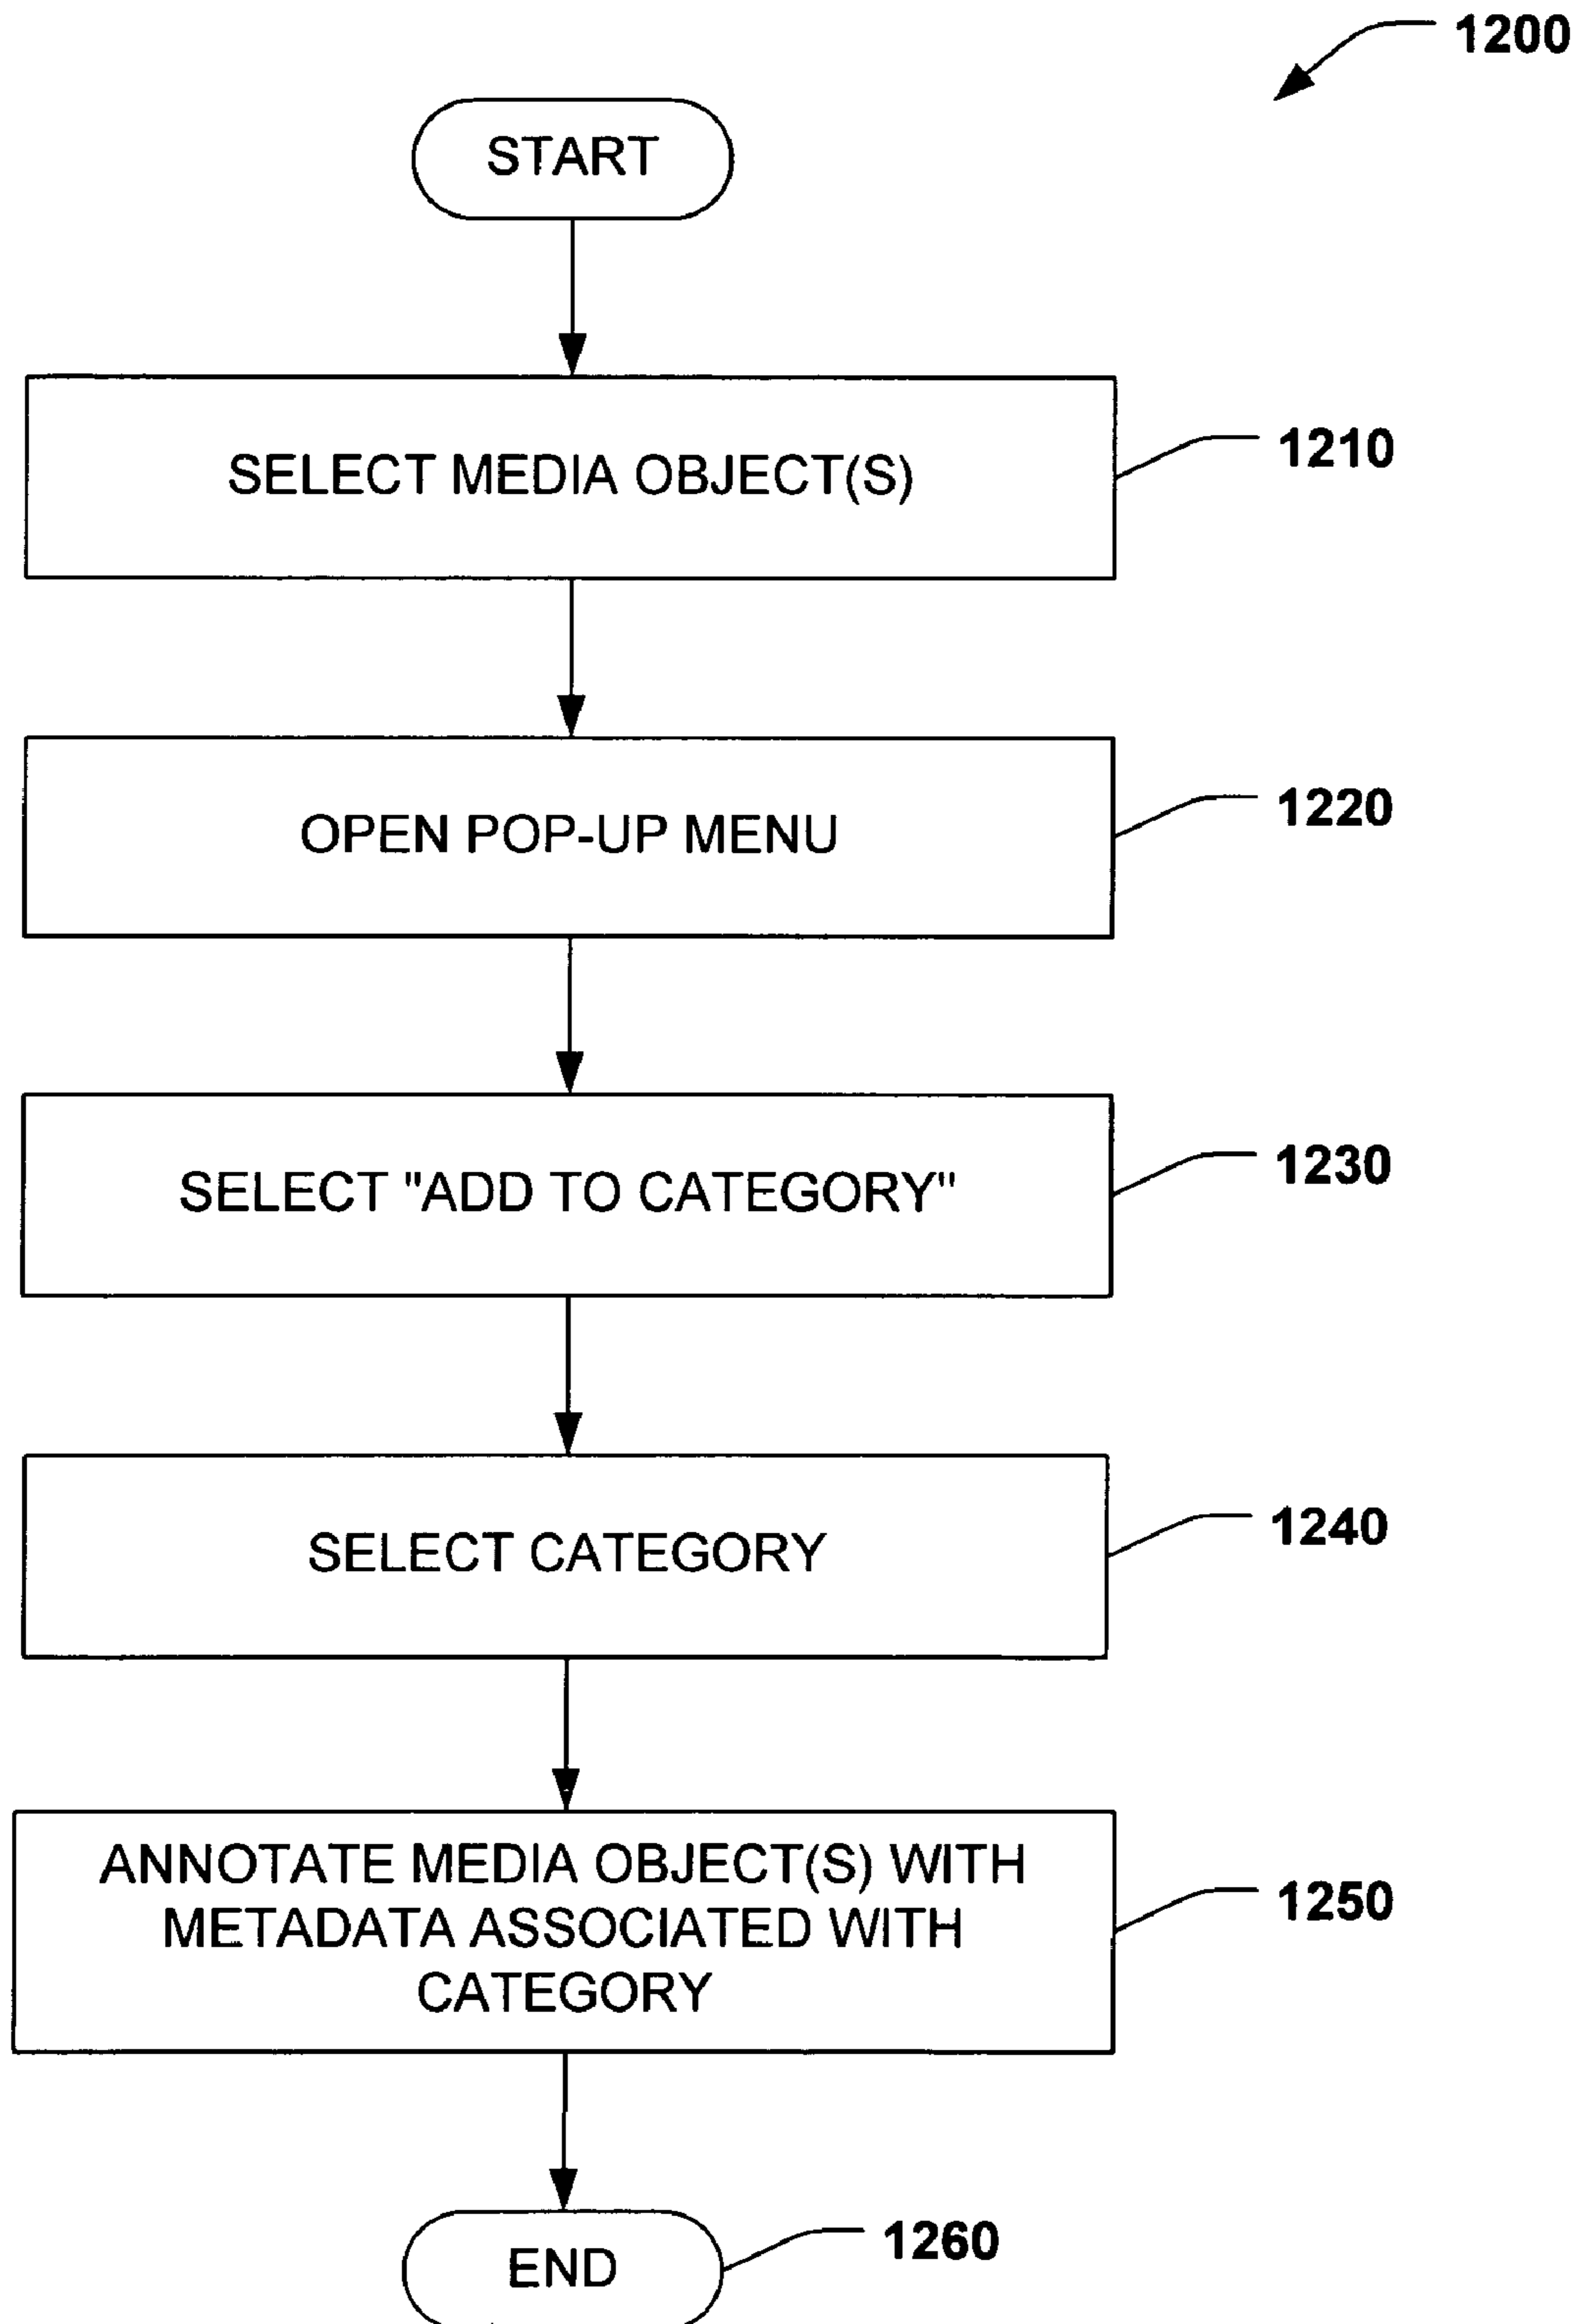 1200
START
SELECT MEDIA OBJECT(S)
1210
OPEN POP-UP MENU
1220
SELECT "ADD TO CATEGORY"
1230
SELECT CATEGORY
1240
ANNOTATE MEDIA OBJECT(S) WITH
METADATA ASSOCIATED WITH
CATEGORY
1250
END
1260